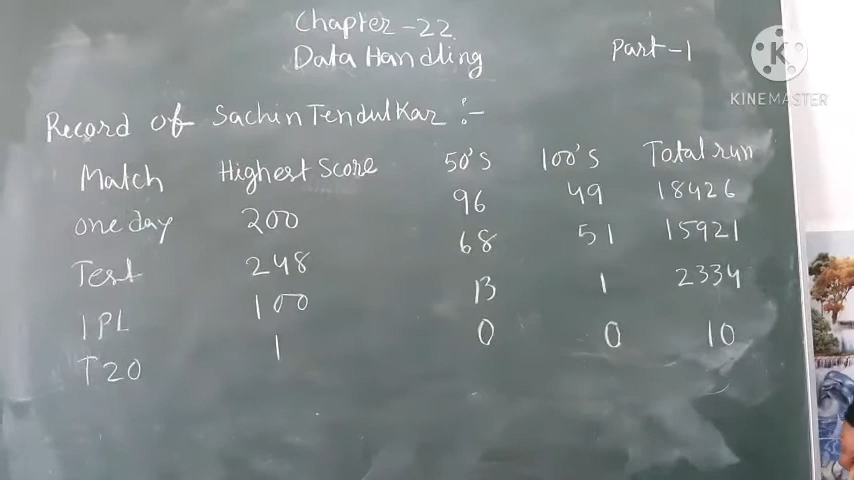 Chapter-22
Data Handling
Part-1
K
KINEMASTER
Record of Sachin Tendulkar :-
Match Highest Score 50's 100's Total run
one day 200 96 49 18426
Test 248 68 51 15921
IPL 100 13 1 2334
T20 1 0 0 10